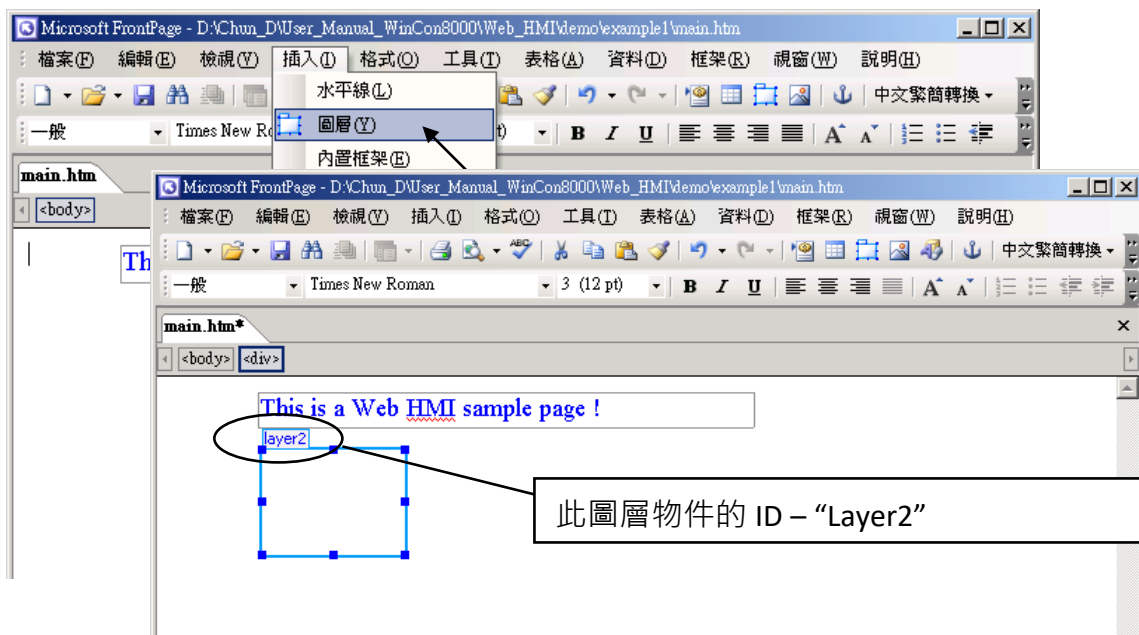 Microsoft FrontPage - D:\Chun_D\User_Manual_WinCon8000\Web_HMI\demo\example1\main.htm
檔案(F) 編輯(E) 檢視(V) 插入(I) 格式(O) 工具(T) 表格(A) 資料(D) 框架(R) 視窗(W) 說明(H)
水平線(L)
中文繁簡轉換
一般 Times New Ro
圖層(Y)
B I U A A
內置框架(E)
main.htm
<body>
Th
Microsoft FrontPage - D:\Chun_D\User_Manual_WinCon8000\Web_HMI\demo\example1\main.htm
檔案(F) 編輯(E) 檢視(V) 插入(I) 格式(O) 工具(T) 表格(A) 資料(D) 框架(R) 視窗(W) 說明(H)
ABC 中文繁簡轉換
一般 Times New Roman 3 (12 pt) B I U A A
main.htm*
<body> <div>
This is a Web HMI sample page !
layer2
此圖層物件的 ID – “Layer2”